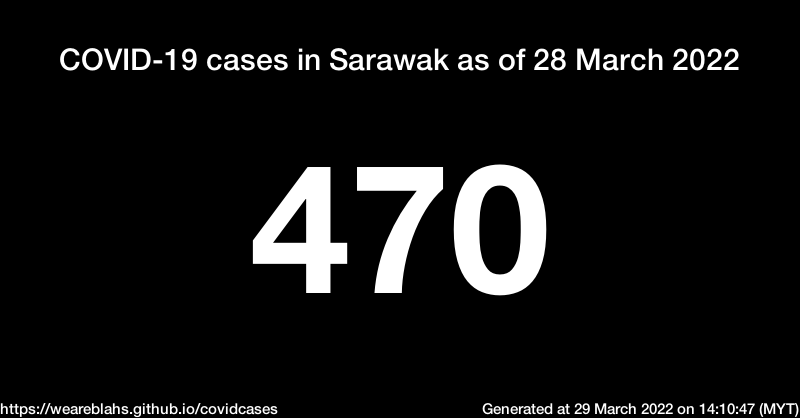 COVID-19 cases in Sarawak as of 28 March 2022
470
https://weareblahs.github.io/covidcases
Generated at 29 March 2022 on 14:10:47 (MYT)